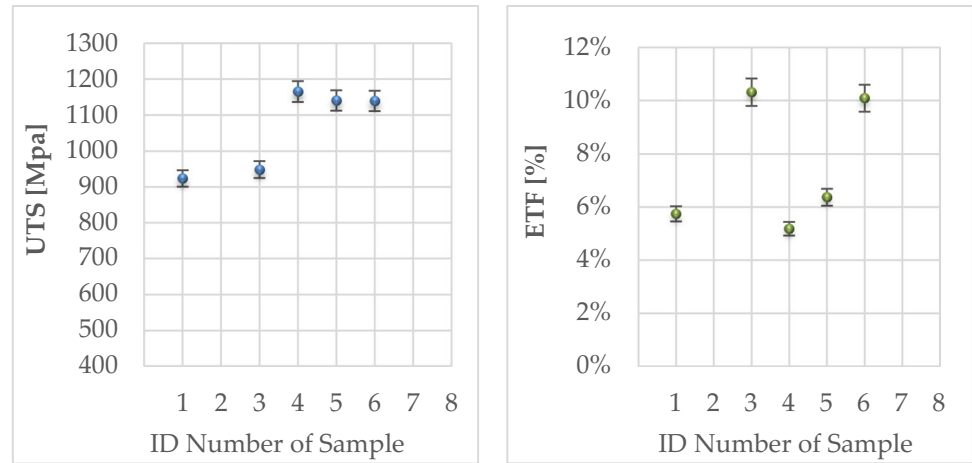 1300
1200
1100
1000
900
800
700
600
500
400
UTS [Mpa]
1 2 3 4 5 6 7 8
ID Number of Sample
12%
10%
8%
6%
4%
2%
0%
ETF [%]
1 2 3 4 5 6 7 8
ID Number of Sample